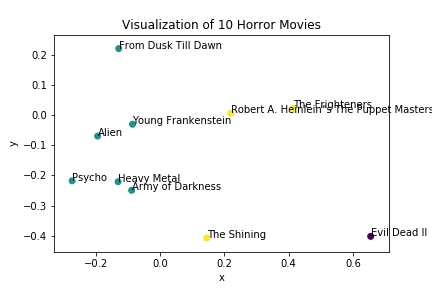 Visualization of 10 Horror Movies
0.2
0.1
0.0
−0.1
−0.2
−0.3
−0.4
y
From Dusk Till Dawn
The Frighteners
Robert A. Heinlein's The Puppet Masters
Young Frankenstein
Alien
Psycho
Heavy Metal
Army of Darkness
The Shining
Evil Dead II
−0.2
0.0
0.2
0.4
0.6
x